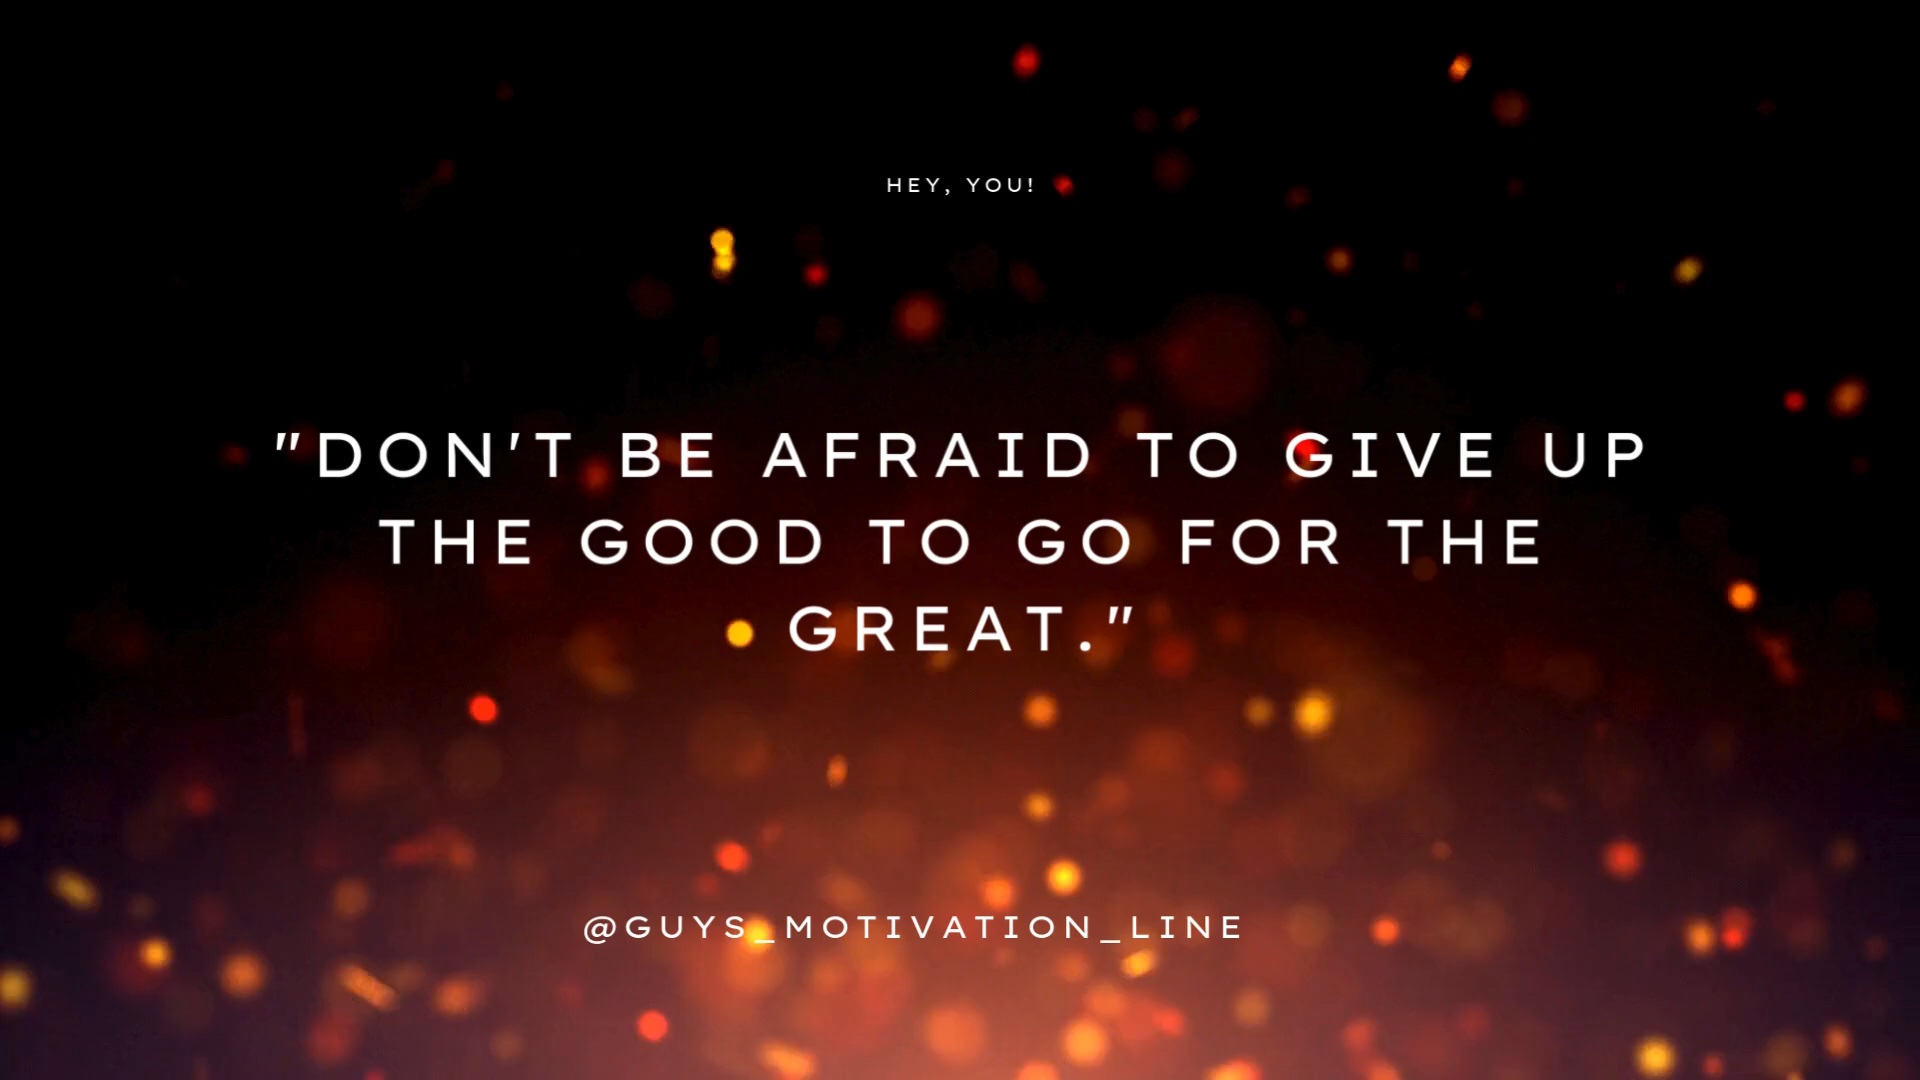 HEY, YOU!
"DON'T BE AFRAID TO GIVE UP
THE GOOD TO GO FOR THE
GREAT."
@GUYS_MOTIVATION_LINE